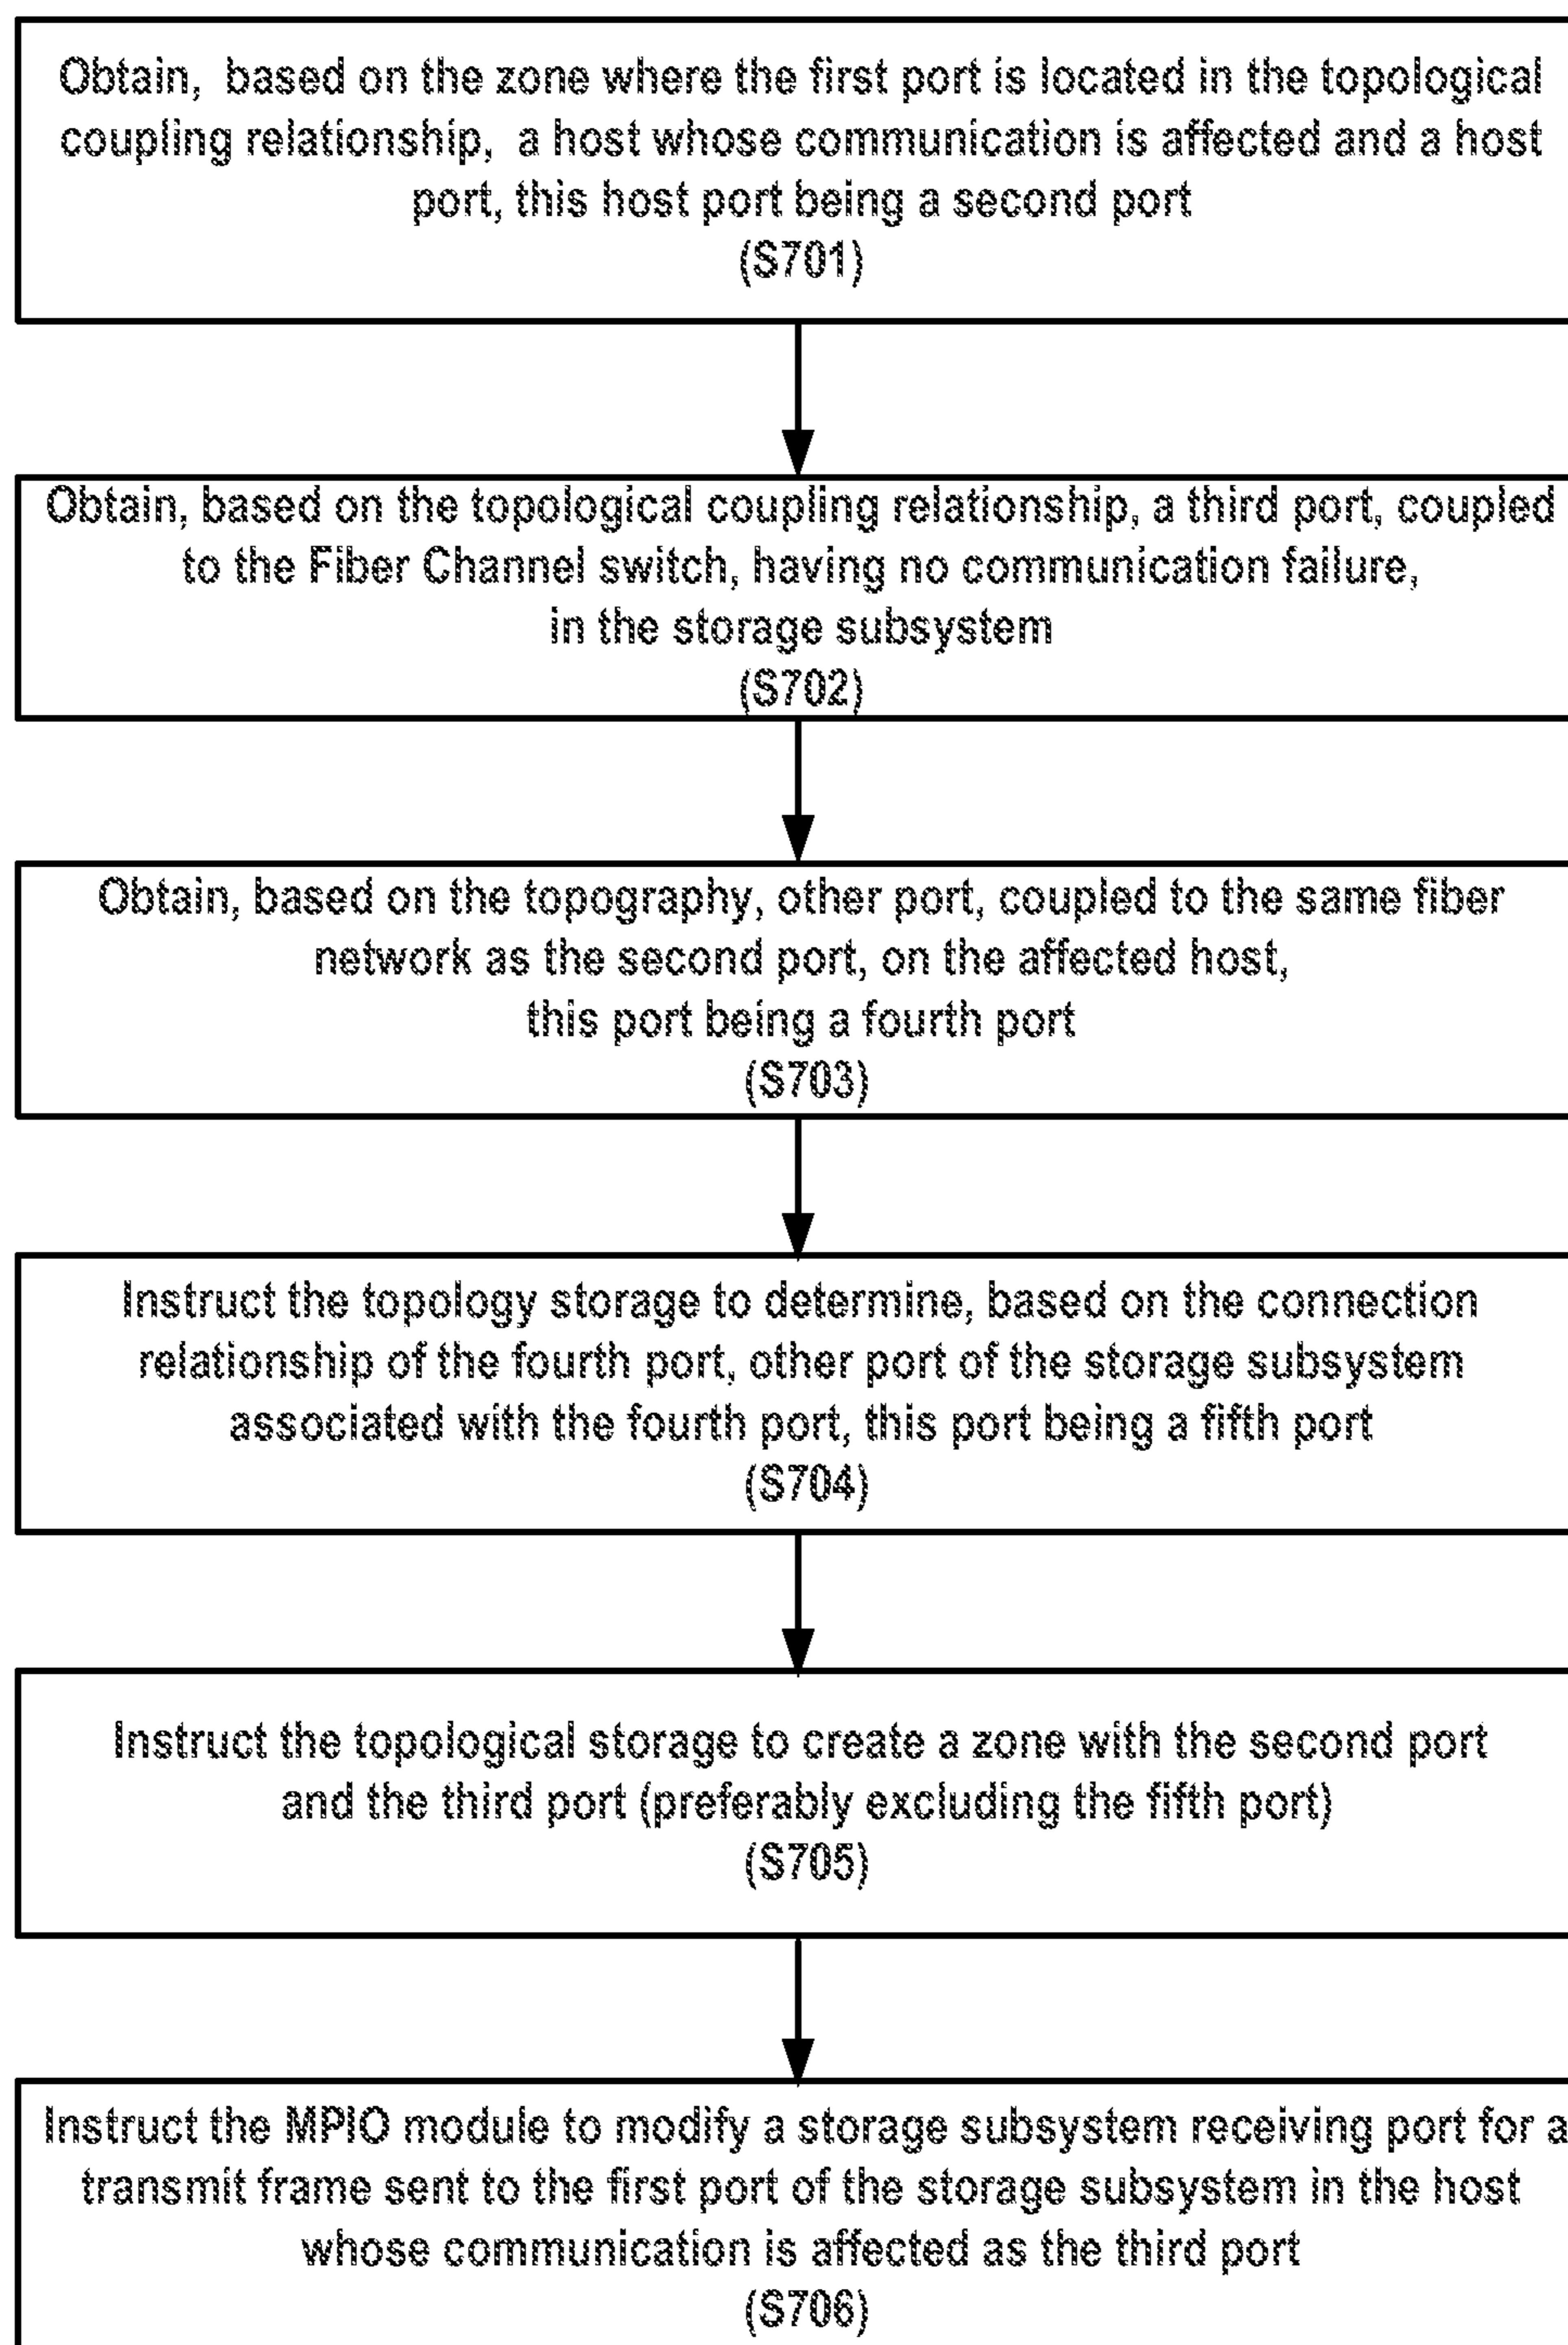 Obtain, based on the zone where the first port is located in the topological
coupling relationship, a host whose communication is affected and a host
port, this host port being a second port
(S701)
Obtain, based on the topological coupling relationship, a third port, coupled
to the Fiber Channel switch, having no communication failure,
in the storage subsystem
(S702)
Obtain, based on the topography, other port, coupled to the same fiber
network as the second port, on the affected host,
this port being a fourth port
(S703)
Instruct the topology storage to determine, based on the connection
relationship of the fourth port, other port of the storage subsystem
associated with the fourth port, this port being a fifth port
(S704)
Instruct the topological storage to create a zone with the second port
and the third port (preferably excluding the fifth port)
(S705)
Instruct the MPIO module to modify a storage subsystem receiving port for a
transmit frame sent to the first port of the storage subsystem in the host
whose communication is affected as the third port
(S706)